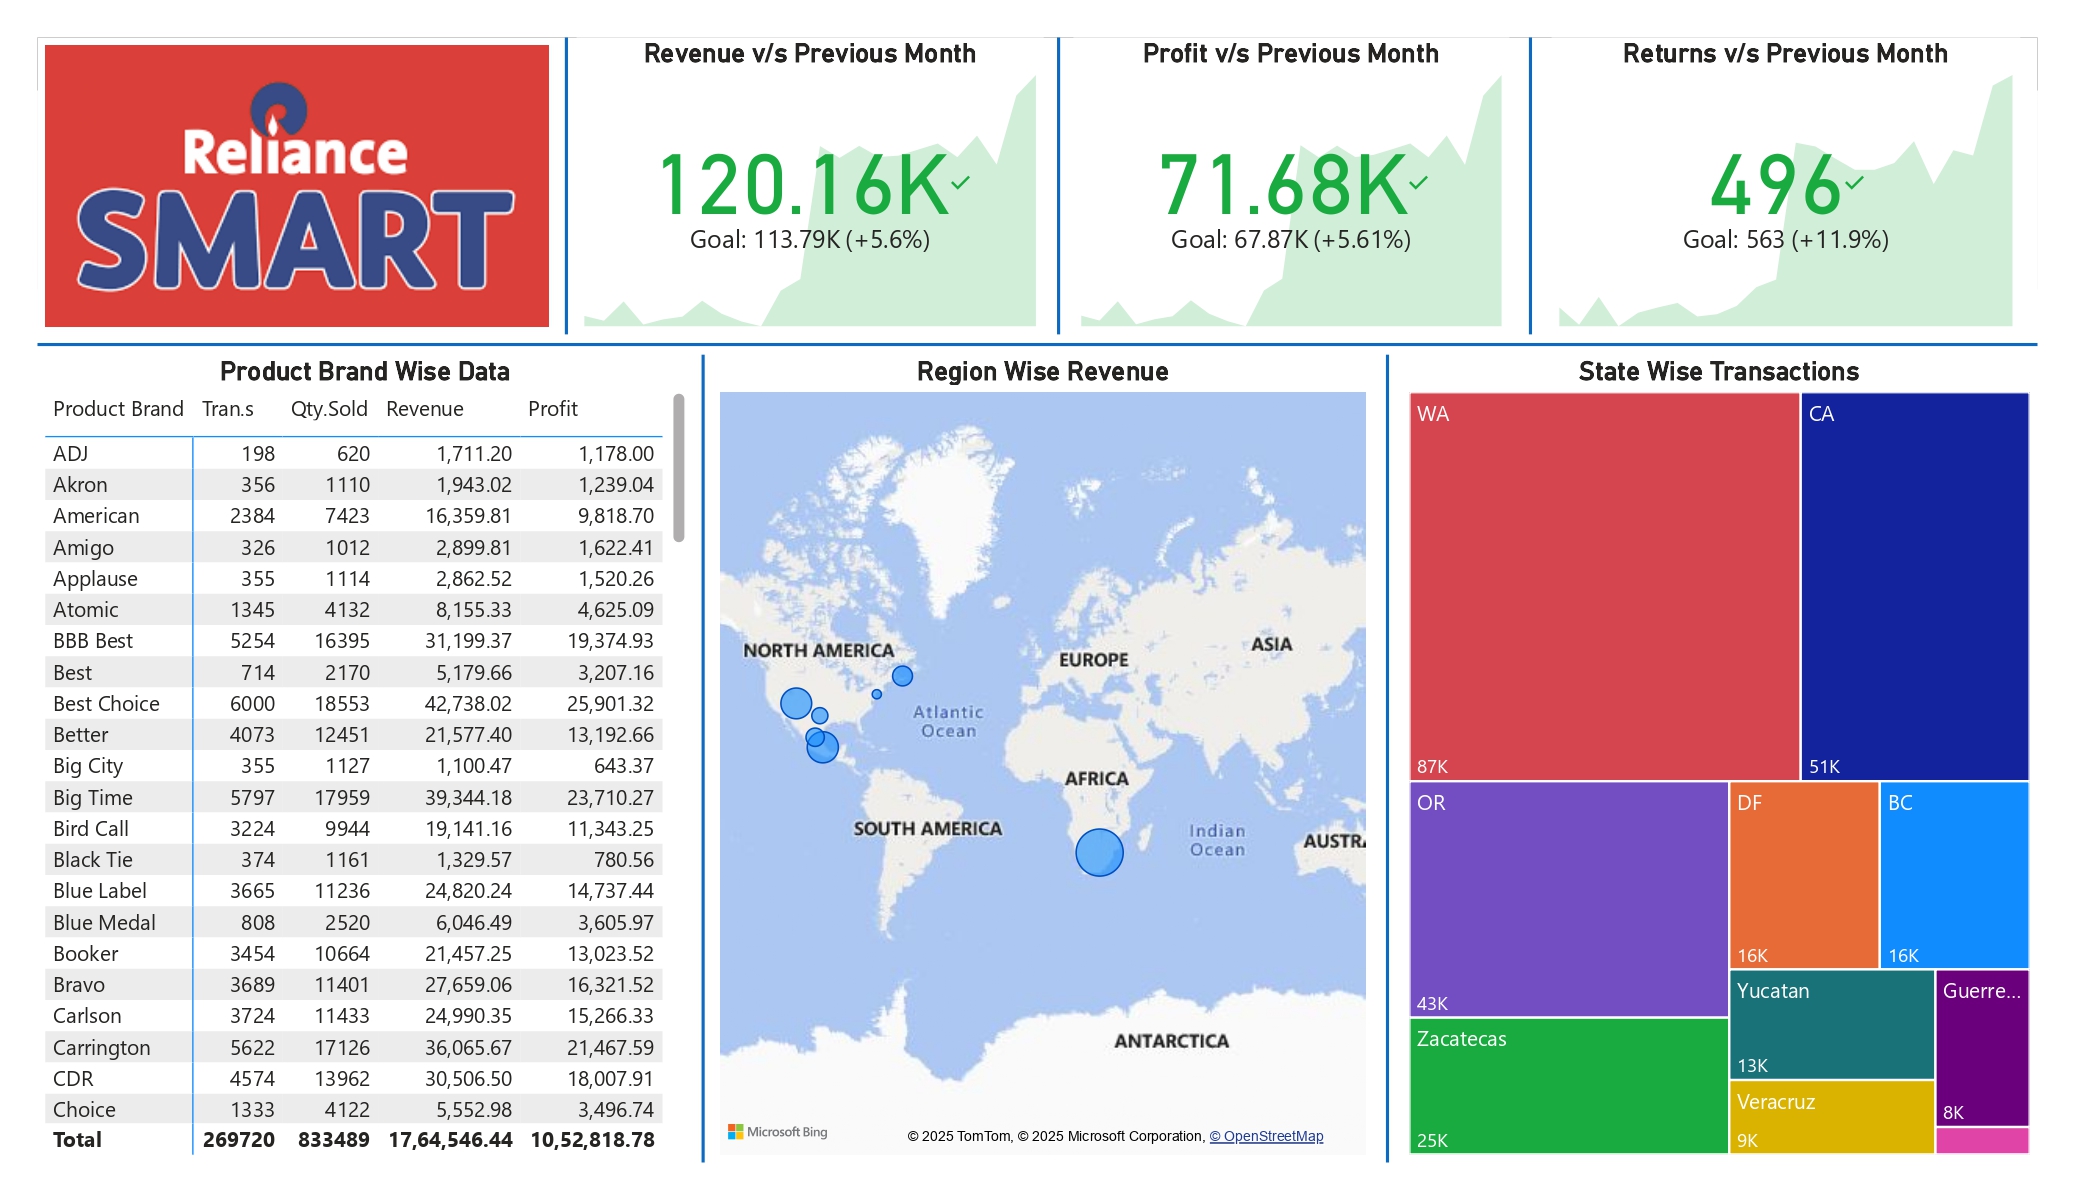 Reliance
SMART
Revenue v/s Previous Month
120.16K
Goal: 113.79K (+5.6%)
Profit v/s Previous Month
71.68K
Goal: 67.87K (+5.61%)
Returns v/s Previous Month
496
Goal: 563 (+11.9%)
Product Brand Wise Data
Product Brand Tran.s Qty.Sold Revenue Profit
ADJ 198 620 1,711.20 1,178.00
Akron 356 1110 1,943.02 1,239.04
American 2384 7423 16,359.81 9,818.70
Amigo 326 1012 2,899.81 1,622.41
Applause 355 1114 2,862.52 1,520.26
Atomic 1345 4132 8,155.33 4,625.09
BBB Best 5254 16395 31,199.37 19,374.93
Best 714 2170 5,179.66 3,207.16
Best Choice 6000 18553 42,738.02 25,901.32
Better 4073 12451 21,577.40 13,192.66
Big City 355 1127 1,100.47 643.37
Big Time 5797 17959 39,344.18 23,710.27
Bird Call 3224 9944 19,141.16 11,343.25
Black Tie 374 1161 1,329.57 780.56
Blue Label 3665 11236 24,820.24 14,737.44
Blue Medal 808 2520 6,046.49 3,605.97
Booker 3454 10664 21,457.25 13,023.52
Bravo 3689 11401 27,659.06 16,321.52
Carlson 3724 11433 24,990.35 15,266.33
Carrington 5622 17126 36,065.67 21,467.59
CDR 4574 13962 30,506.50 18,007.91
Choice 1333 4122 5,552.98 3,496.74
Total 269720 833489 17,64,546.44 10,52,818.78
Region Wise Revenue
NORTH AMERICA
EUROPE
ASIA
Atlantic
Ocean
AFRICA
SOUTH AMERICA
Indian
Ocean
AUSTRA
ANTARCTICA
Microsoft Bing
© 2025 TomTom, © 2025 Microsoft Corporation, © OpenStreetMap
State Wise Transactions
WA
87K
CA
51K
OR
43K
DF
16K
BC
16K
Zacatecas
25K
Yucatan
13K
Guerre...
8K
Veracruz
9K